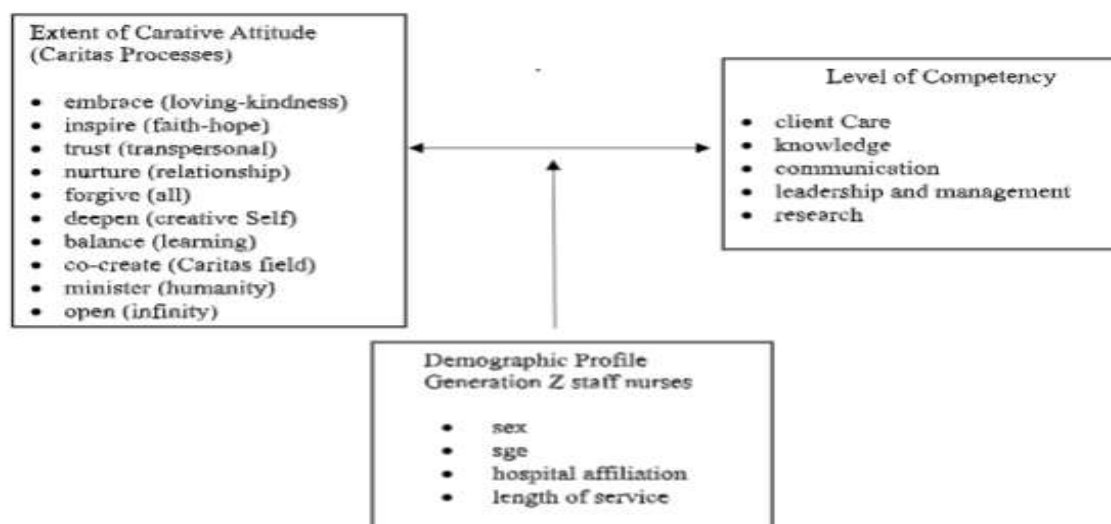 Extent of Carative Attitude
(Caritas Processes)
• embrace (loving-kindness)
• inspire (faith-hope)
• trust (transpersonal)
• nurture (relationship)
• forgive (all)
• deepen (creative Self)
• balance (learning)
• co-create (Caritas field)
• minister (humanity)
• open (infinity)
Level of Competency
• client Care
• knowledge
• communication
• leadership and management
• research
Demographic Profile
Generation Z staff nurses
• sex
• sge
• hospital affiliation
• length of service